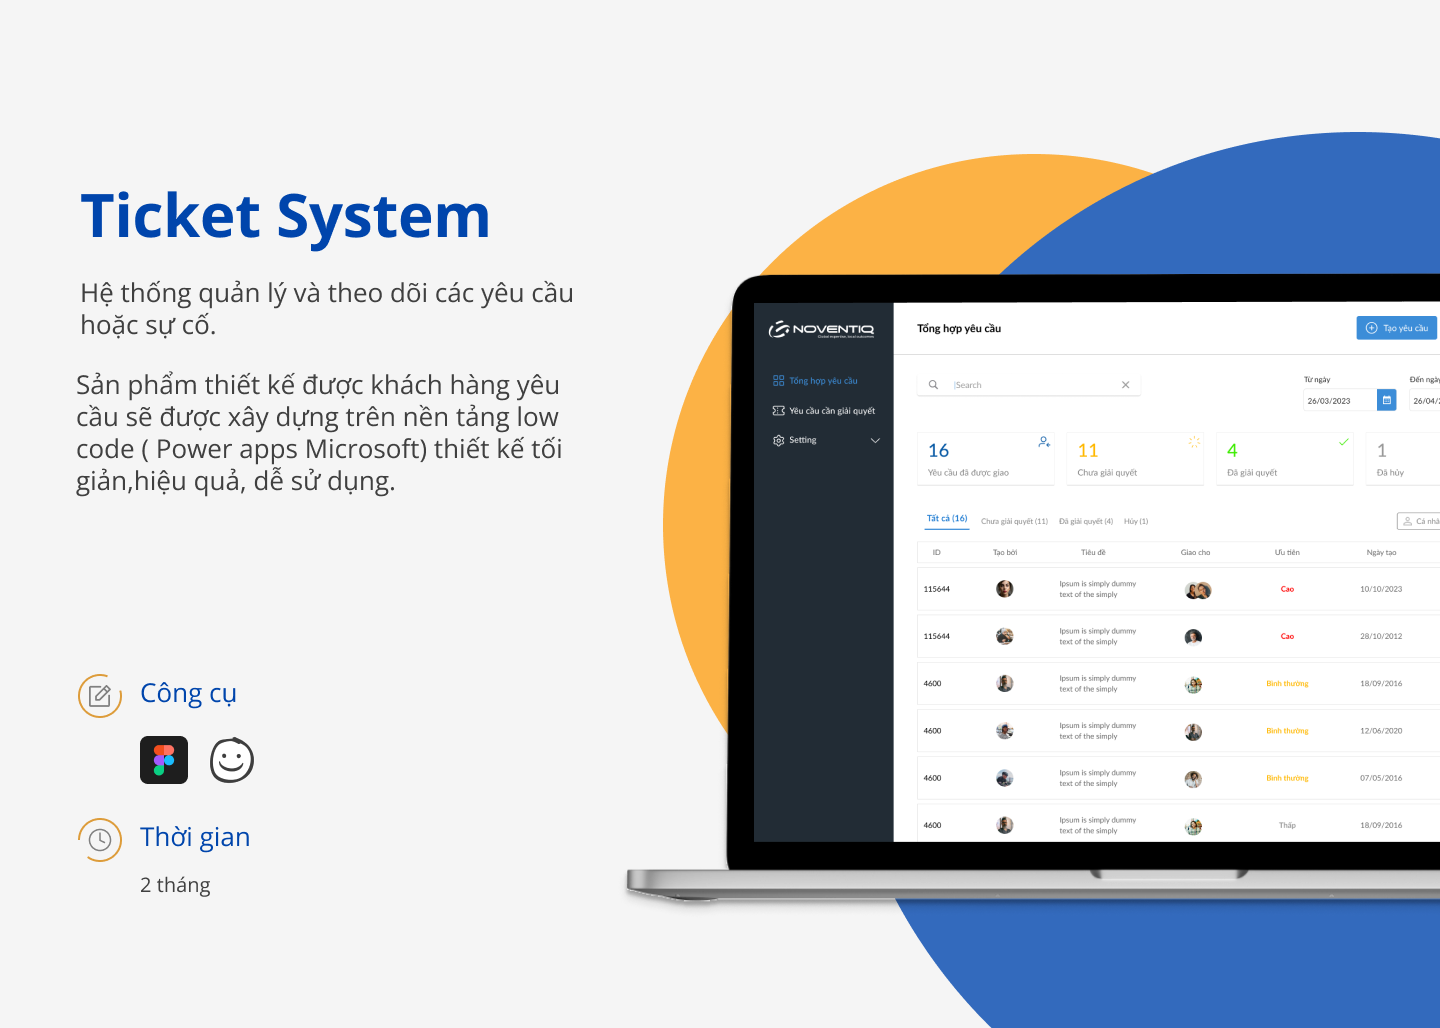 Ticket System
Hệ thống quản lý và theo dõi các yêu cầu
hoặc sự cố.
Sản phẩm thiết kế được khách hàng yêu
cầu sẽ được xây dựng trên nền tảng low
code ( Power apps Microsoft) thiết kế tối
giản,hiệu quả, dễ sử dụng.
Công cụ
Thời gian
2 tháng
NOVENTIQ
Global expertise, local outcomes
Tổng hợp yêu cầu
Yêu cầu cần giải quyết
Setting
Tổng hợp yêu cầu
Tạo yêu cầu
Search
Từ ngày
26/03/2023
16
Yêu cầu đã được giao
11
Chưa giải quyết
4
Đã giải quyết
1
Đã hủy
Tất cả (16) Chưa giải quyết (11) Đã giải quyết (4) Hủy (1)
ID Tạo bởi Tiêu đề Giao cho Ưu tiên Ngày tạo
115644 Ipsum is simply dummy Cao 10/10/2023
text of the simply
115644 Ipsum is simply dummy Cao 28/10/2012
text of the simply
4600 Ipsum is simply dummy Bình thường 18/09/2016
text of the simply
4600 Ipsum is simply dummy Bình thường 12/06/2020
text of the simply
4600 Ipsum is simply dummy Bình thường 07/05/2016
text of the simply
4600 Ipsum is simply dummy Thấp 18/09/2016
text of the simply